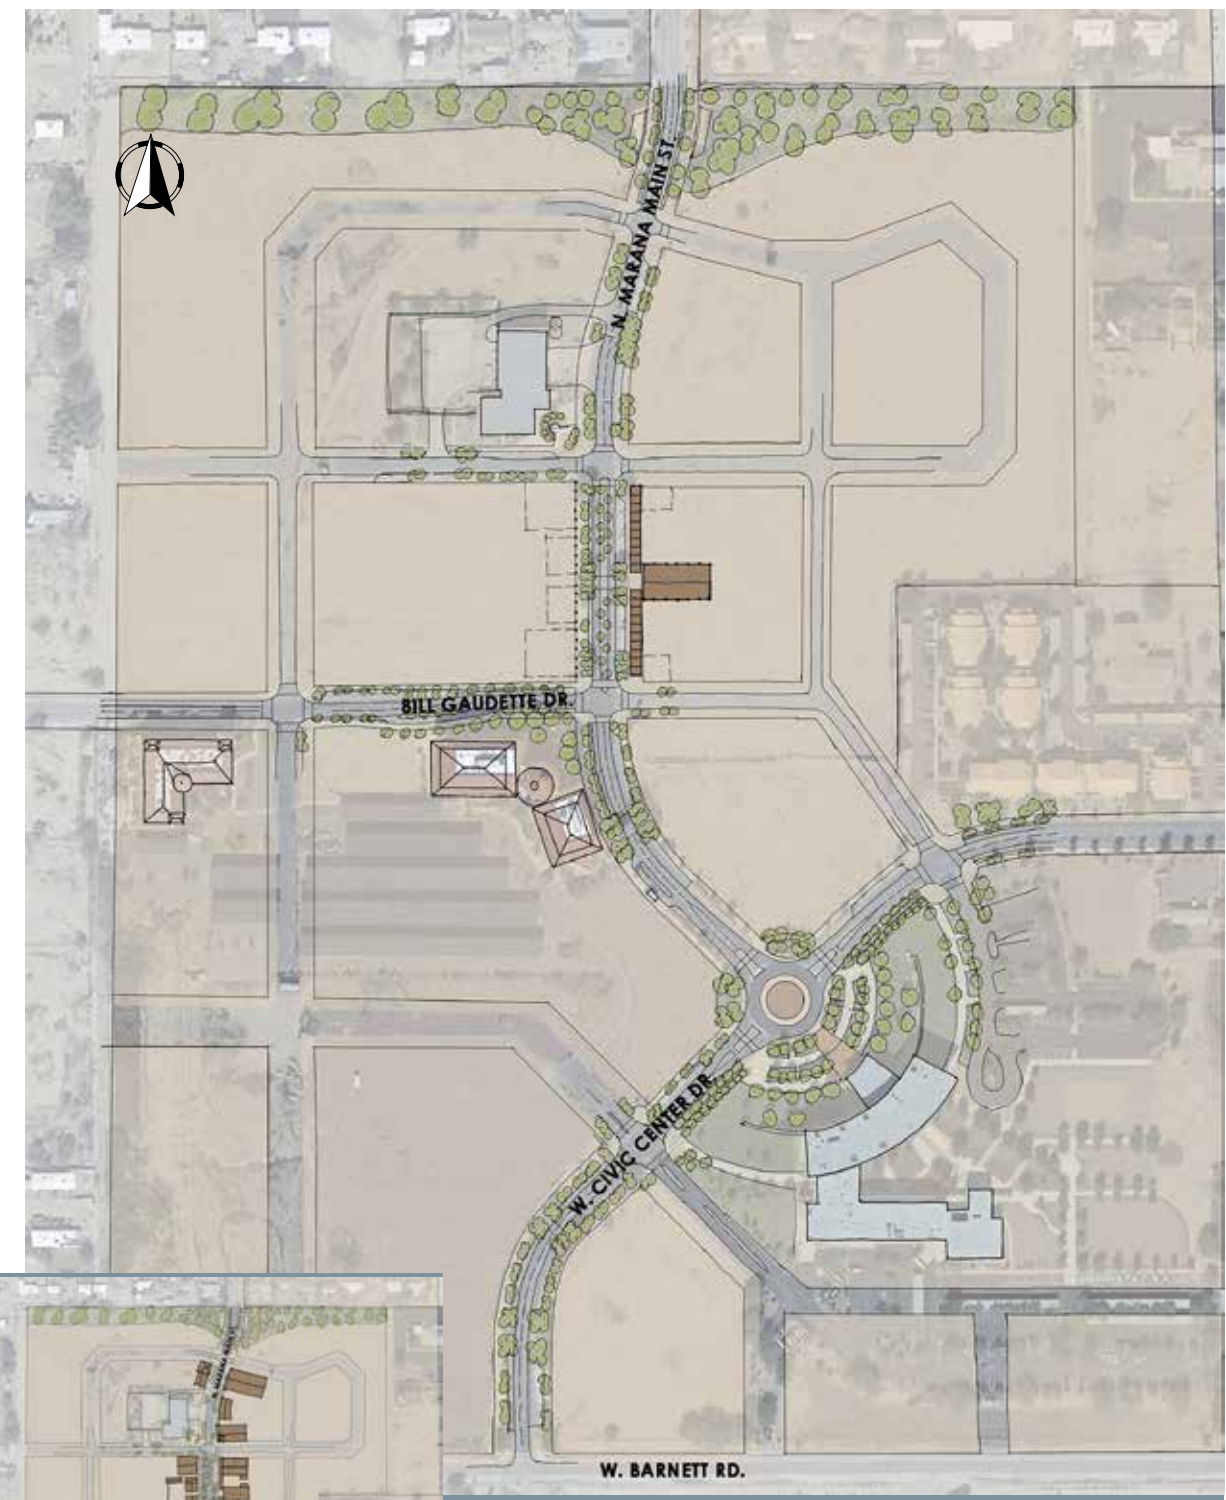 N. MARANA MAIN ST.
BILL GAUDETTE DR.
W. CIVIC CENTER DR.
W. BARNETT RD.